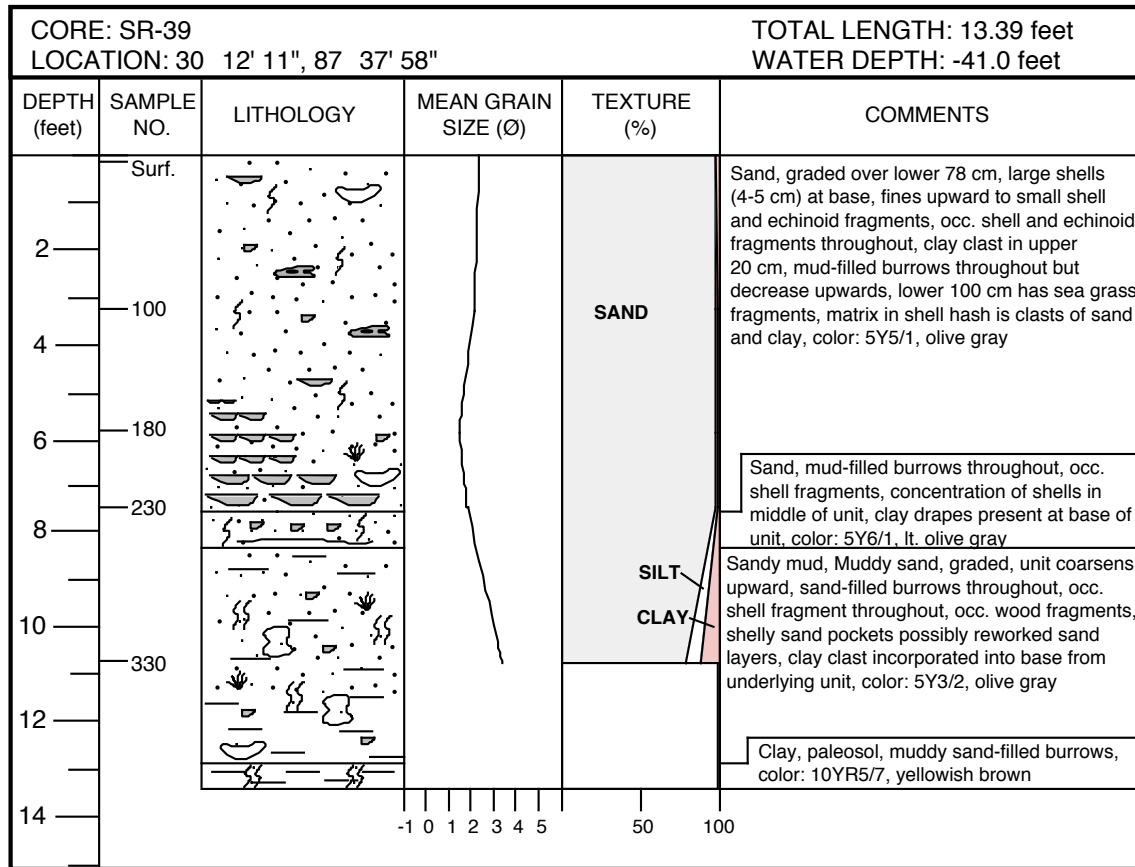 CORE: SR-39
LOCATION: 30 12' 11", 87 37' 58"
TOTAL LENGTH: 13.39 feet
WATER DEPTH: -41.0 feet
DEPTH
(feet)
SAMPLE
NO.
LITHOLOGY
MEAN GRAIN
SIZE (Ø)
TEXTURE
(%)
COMMENTS
2
4
6
8
10
12
14
Surf.
100
180
230
330
-1 0 1 2 3 4 5
SAND
SILT
CLAY
50 100
Sand, graded over lower 78 cm, large shells
(4-5 cm) at base, fines upward to small shell
and echinoid fragments, occ. shell and echinoid
fragments throughout, clay clast in upper
20 cm, mud-filled burrows throughout but
decrease upwards, lower 100 cm has sea grass
fragments, matrix in shell hash is clasts of sand
and clay, color: 5Y5/1, olive gray
Sand, mud-filled burrows throughout, occ.
shell fragments, concentration of shells in
middle of unit, clay drapes present at base of
unit, color: 5Y6/1, lt. olive gray
Sandy mud, Muddy sand, graded, unit coarsens
upward, sand-filled burrows throughout, occ.
shell fragment throughout, occ. wood fragments,
shelly sand pockets possibly reworked sand
layers, clay clast incorporated into base from
underlying unit, color: 5Y3/2, olive gray
Clay, paleosol, muddy sand-filled burrows,
color: 10YR5/7, yellowish brown